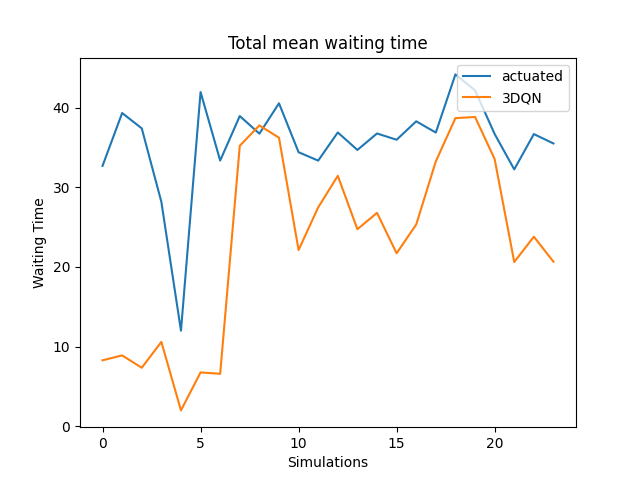 Total mean waiting time
actuated
3DQN
Waiting Time
40
30
20
10
0
0 5 10 15 20
Simulations